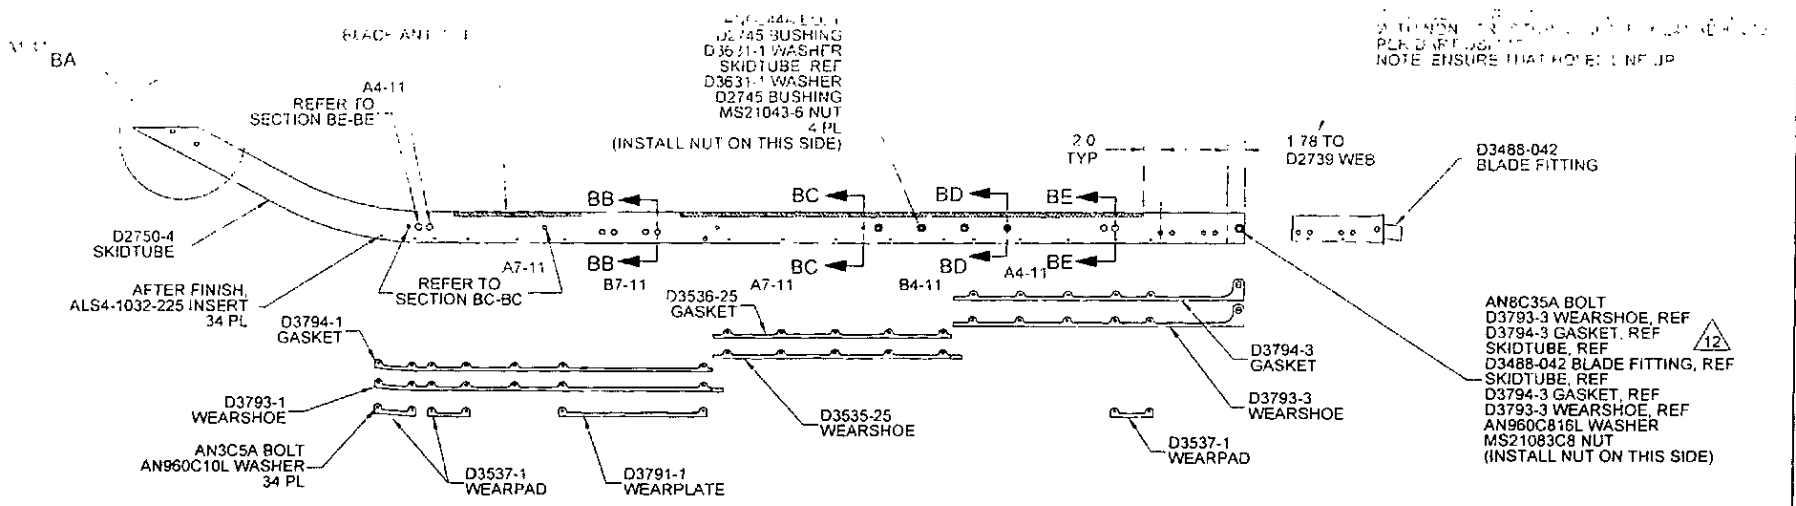 BA
D2745 BUSHING
D3631-1 WASHER
SKIDTUBE REF
D3631-1 WASHER
D2745 BUSHING
MS21043-6 NUT
4 PL
(INSTALL NUT ON THIS SIDE)
NOTE ENSURE THAT HOLES LINE UP
A4-11
REFER TO
SECTION BE-BE
2.0
TYP
1.78 TO
D2739 WEB
D3488-042
BLADE FITTING
BB
BC
BD
BE
D2750-4
SKIDTUBE
BB
BC
BD
BE
A7-11
B7-11
A7-11
B4-11
A4-11
REFER TO
SECTION BC-BC
AFTER FINISH,
ALS4-1032-225 INSERT
34 PL
D3794-1
GASKET
D3536-25
GASKET
D3794-3
GASKET
D3793-1
WEARSHOE
D3535-25
WEARSHOE
D3793-3
WEARSHOE
AN3C5A BOLT
AN960C10L WASHER
34 PL
D3537-1
WEARPAD
D3791-1
WEARPLATE
D3537-1
WEARPAD
AN8C35A BOLT
D3793-3 WEARSHOE, REF
D3794-3 GASKET, REF
SKIDTUBE, REF
12
D3488-042 BLADE FITTING, REF
SKIDTUBE, REF
D3794-3 GASKET, REF
D3793-3 WEARSHOE, REF
AN960C816L WASHER
MS21083C8 NUT
(INSTALL NUT ON THIS SIDE)